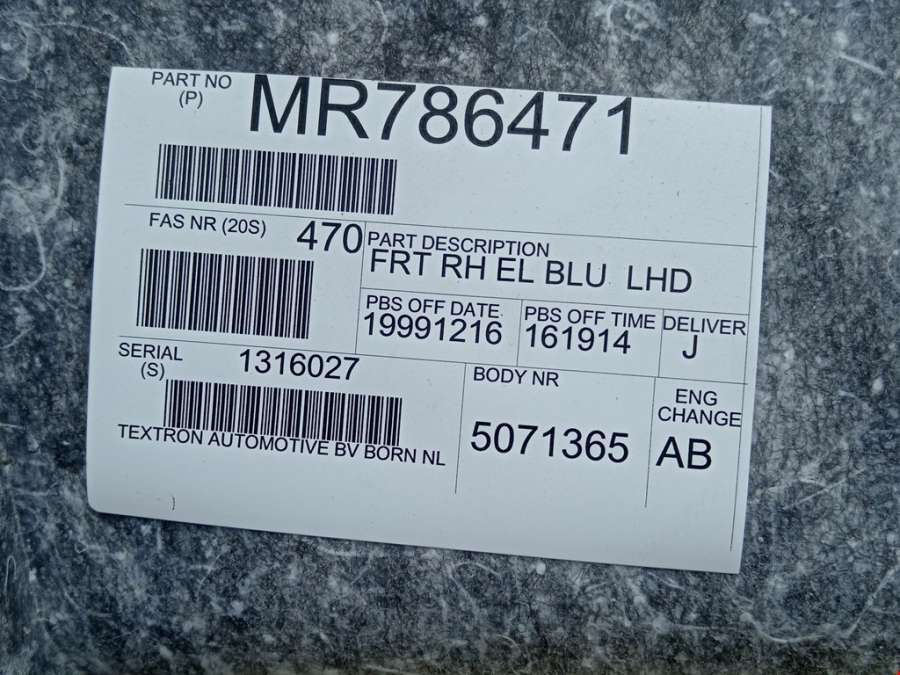 PART NO
(P)
MR786471
FAS NR (20S)
470
PART DESCRIPTION
FRT RH EL BLU LHD
PBS OFF DATE
19991216
PBS OFF TIME
161914
DELIVER
J
SERIAL
(S)
1316027
TEXTRON AUTOMOTIVE BV BORN NL
BODY NR
5071365
ENG
CHANGE
AB